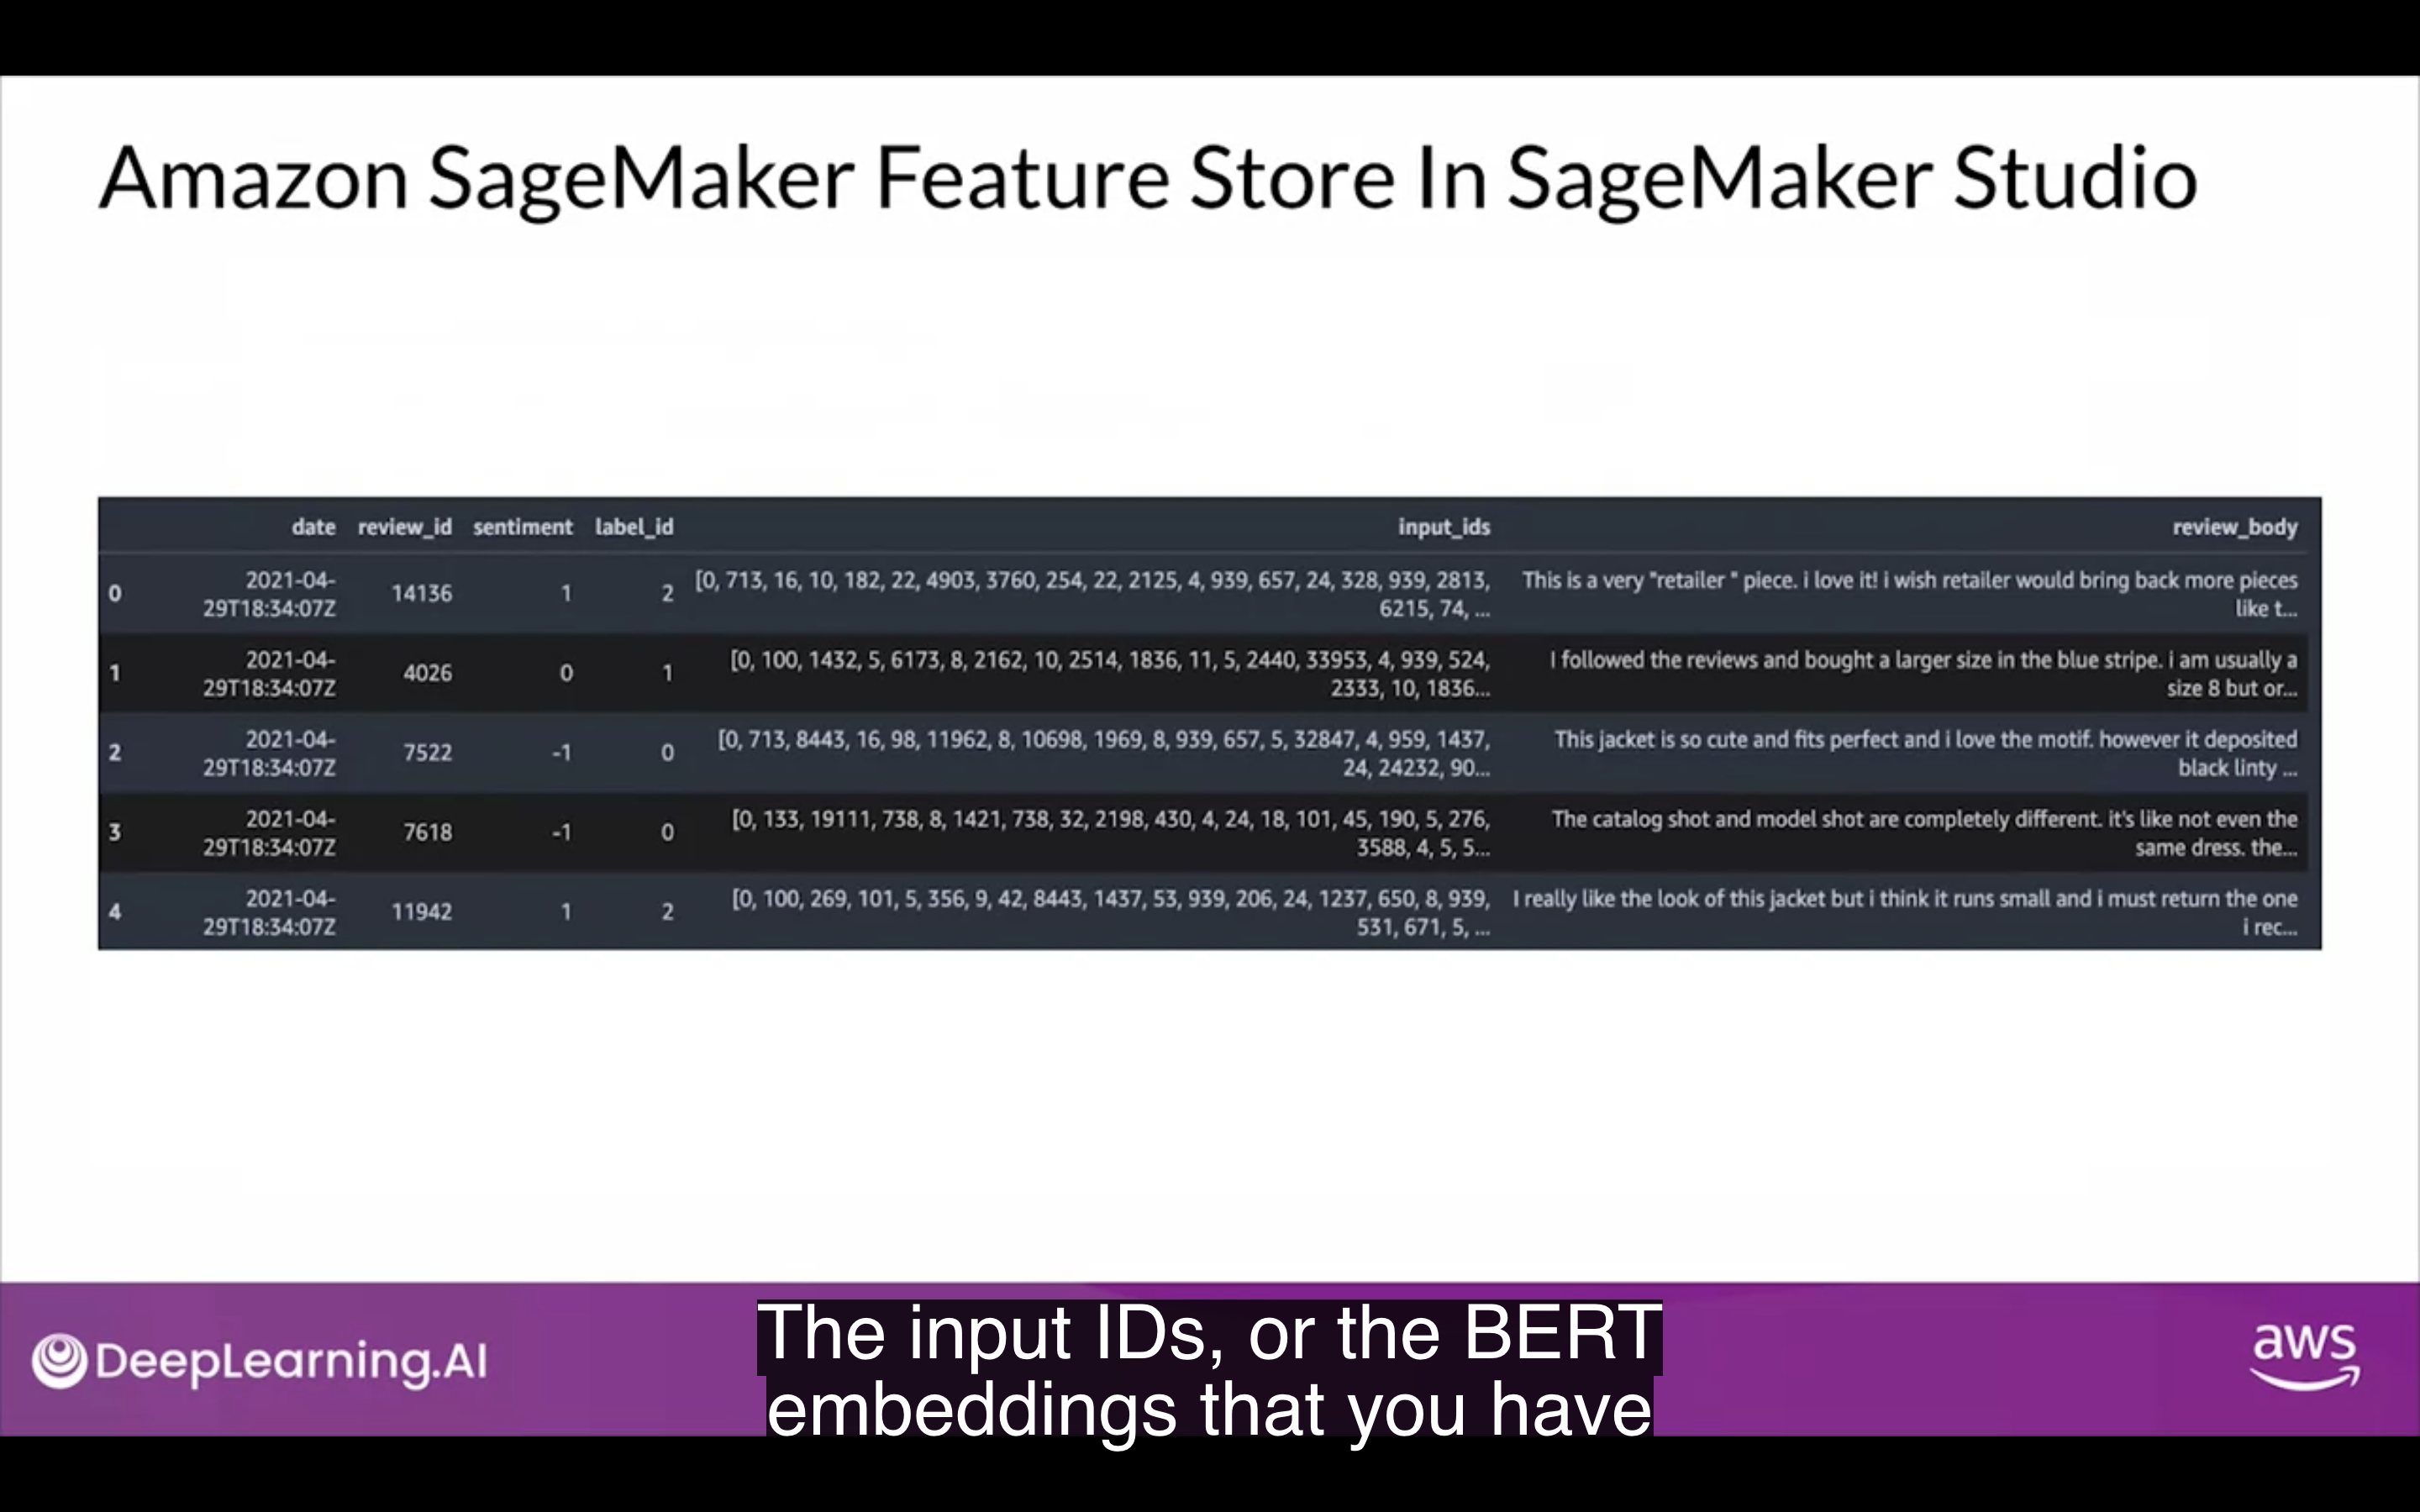 Amazon SageMaker Feature Store In SageMaker Studio
date review_id sentiment label_id input_ids review_body
0 2021-04-29T18:34:07Z 14136 1 2 [0, 713, 16, 10, 182, 22, 4903, 3760, 254, 22, 2125, 4, 939, 657, 24, 328, 939, 2813, 6215, 74, ... This is a very "retailer " piece. i love it! i wish retailer would bring back more pieces like t...
1 2021-04-29T18:34:07Z 4026 0 1 [0, 100, 1432, 5, 6173, 8, 2162, 10, 2514, 1836, 11, 5, 2440, 33953, 4, 939, 524, 2333, 10, 1836... I followed the reviews and bought a larger size in the blue stripe. i am usually a size 8 but or...
2 2021-04-29T18:34:07Z 7522 -1 0 [0, 713, 8443, 16, 98, 11962, 8, 10698, 1969, 8, 939, 657, 5, 32847, 4, 959, 1437, 24, 24232, 90... This jacket is so cute and fits perfect and i love the motif. however it deposited black linty ...
3 2021-04-29T18:34:07Z 7618 -1 0 [0, 133, 19111, 738, 8, 1421, 738, 32, 2198, 430, 4, 24, 18, 101, 45, 190, 5, 276, 3588, 4, 5, 5... The catalog shot and model shot are completely different. it's like not even the same dress. the...
4 2021-04-29T18:34:07Z 11942 1 2 [0, 100, 269, 101, 5, 356, 9, 42, 8443, 1437, 53, 939, 206, 24, 1237, 650, 8, 939, 531, 671, 5, ... I really like the look of this jacket but i think it runs small and i must return the one i rec...
DeepLearning.AI
The input IDs, or the BERT
embeddings that you have
aws